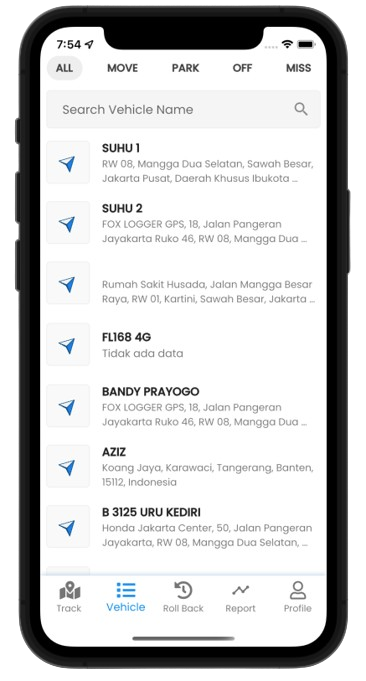 7:54
ALL MOVE PARK OFF MISS
Search Vehicle Name
SUHU 1
RW 08, Mangga Dua Selatan, Sawah Besar,
Jakarta Pusat, Daerah Khusus Ibukota ...
SUHU 2
FOX LOGGER GPS, 18, Jalan Pangeran
Jayakarta Ruko 46, RW 08, Mangga Dua ...
Rumah Sakit Husada, Jalan Mangga Besar
Raya, RW 01, Kartini, Sawah Besar, Jakarta ...
FL168 4G
Tidak ada data
BANDY PRAYOGO
FOX LOGGER GPS, 18, Jalan Pangeran
Jayakarta Ruko 46, RW 08, Mangga Dua ...
AZIZ
Koang Jaya, Karawaci, Tangerang, Banten,
15112, Indonesia
B 3125 URU KEDIRI
Honda Jakarta Center, 50, Jalan Pangeran
Jayakarta, RW 08, Mangga Dua Selatan, ...
Track Vehicle Roll Back Report Profile